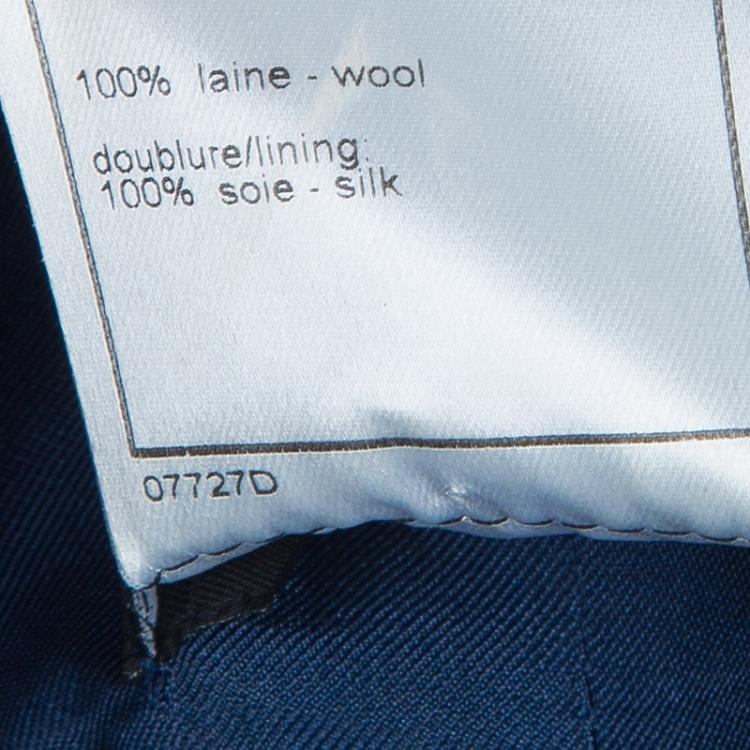 100% laine - wool
doublure/lining:
100% soie - silk
07727D